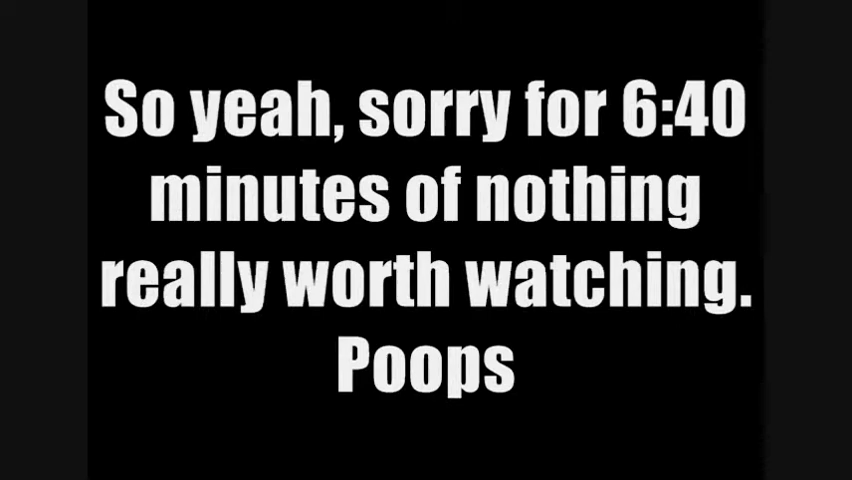 So yeah, sorry for 6:40
minutes of nothing
really worth watching.
Poops